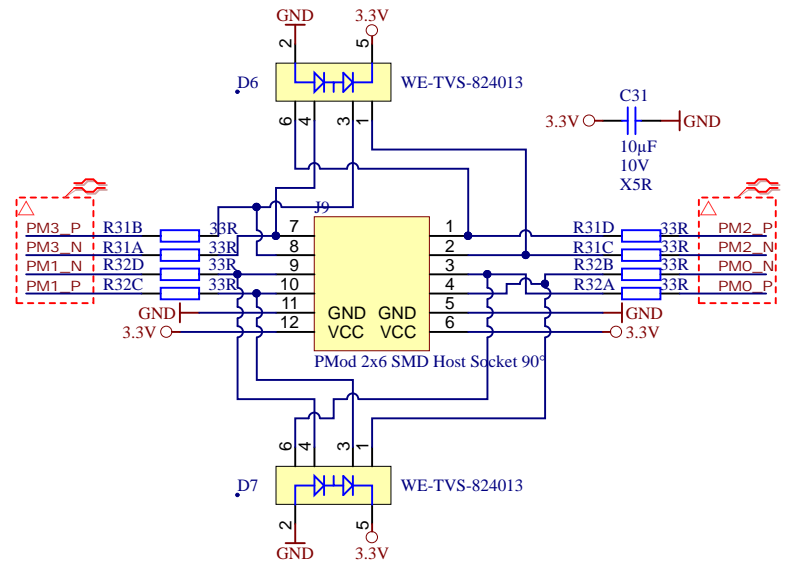 GND 3.3V
2 5
D6 WE-TVS-824013
6 4 3 1
C31
3.3V GND
10µF
10V
X5R
J9
PM3_P R31B 33R 7 1 R31D 33R PM2_P
PM3_N R31A 33R 8 2 R31C 33R PM2_N
PM1_N R32D 33R 9 3 R32B 33R PM0_N
PM1_P R32C 33R 10 4 R32A 33R PM0_P
GND 11 GND GND 5 GND
3.3V 12 VCC VCC 6 3.3V
PMod 2x6 SMD Host Socket 90°
6 4 3 1
D7 WE-TVS-824013
2 5
GND 3.3V